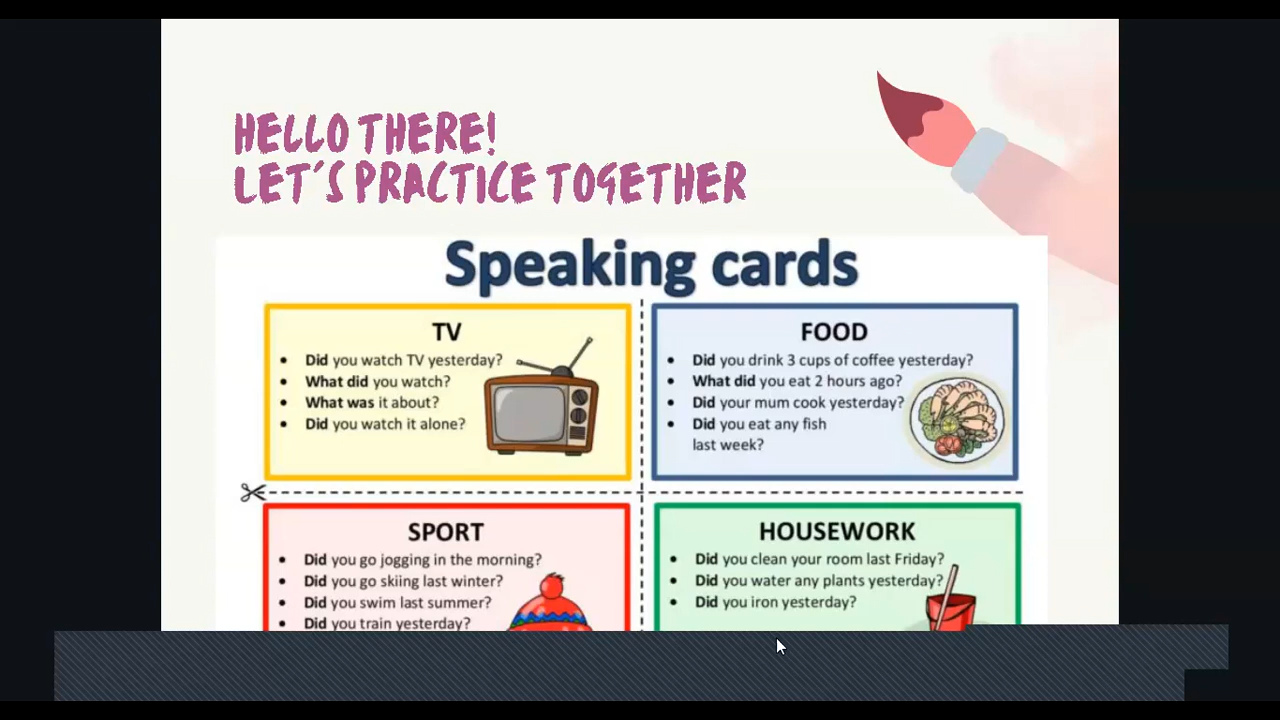 HELLO THERE!
LET'S PRACTICE TOGETHER
Speaking cards
TV
• Did you watch TV yesterday?
• What did you watch?
• What was it about?
• Did you watch it alone?
FOOD
• Did you drink 3 cups of coffee yesterday?
• What did you eat 2 hours ago?
• Did your mum cook yesterday?
• Did you eat any fish
last week?
SPORT
• Did you go jogging in the morning?
• Did you go skiing last winter?
• Did you swim last summer?
• Did you train yesterday?
HOUSEWORK
• Did you clean your room last Friday?
• Did you water any plants yesterday?
• Did you iron yesterday?